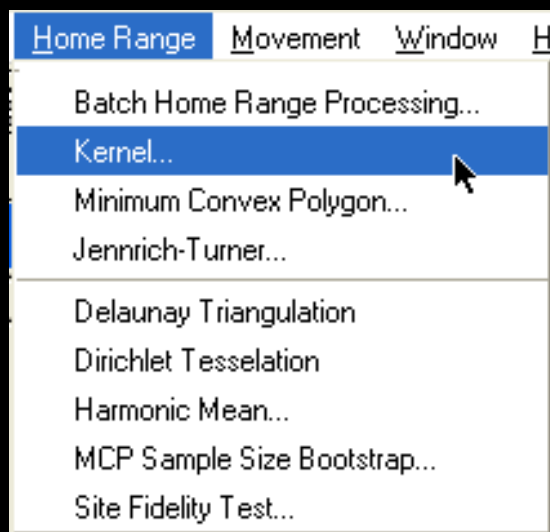 Home Range Movement Window H
Batch Home Range Processing...
Kernel...
Minimum Convex Polygon...
Jennrich-Turner...
Delaunay Triangulation
Dirichlet Tesselation
Harmonic Mean...
MCP Sample Size Bootstrap...
Site Fidelity Test...